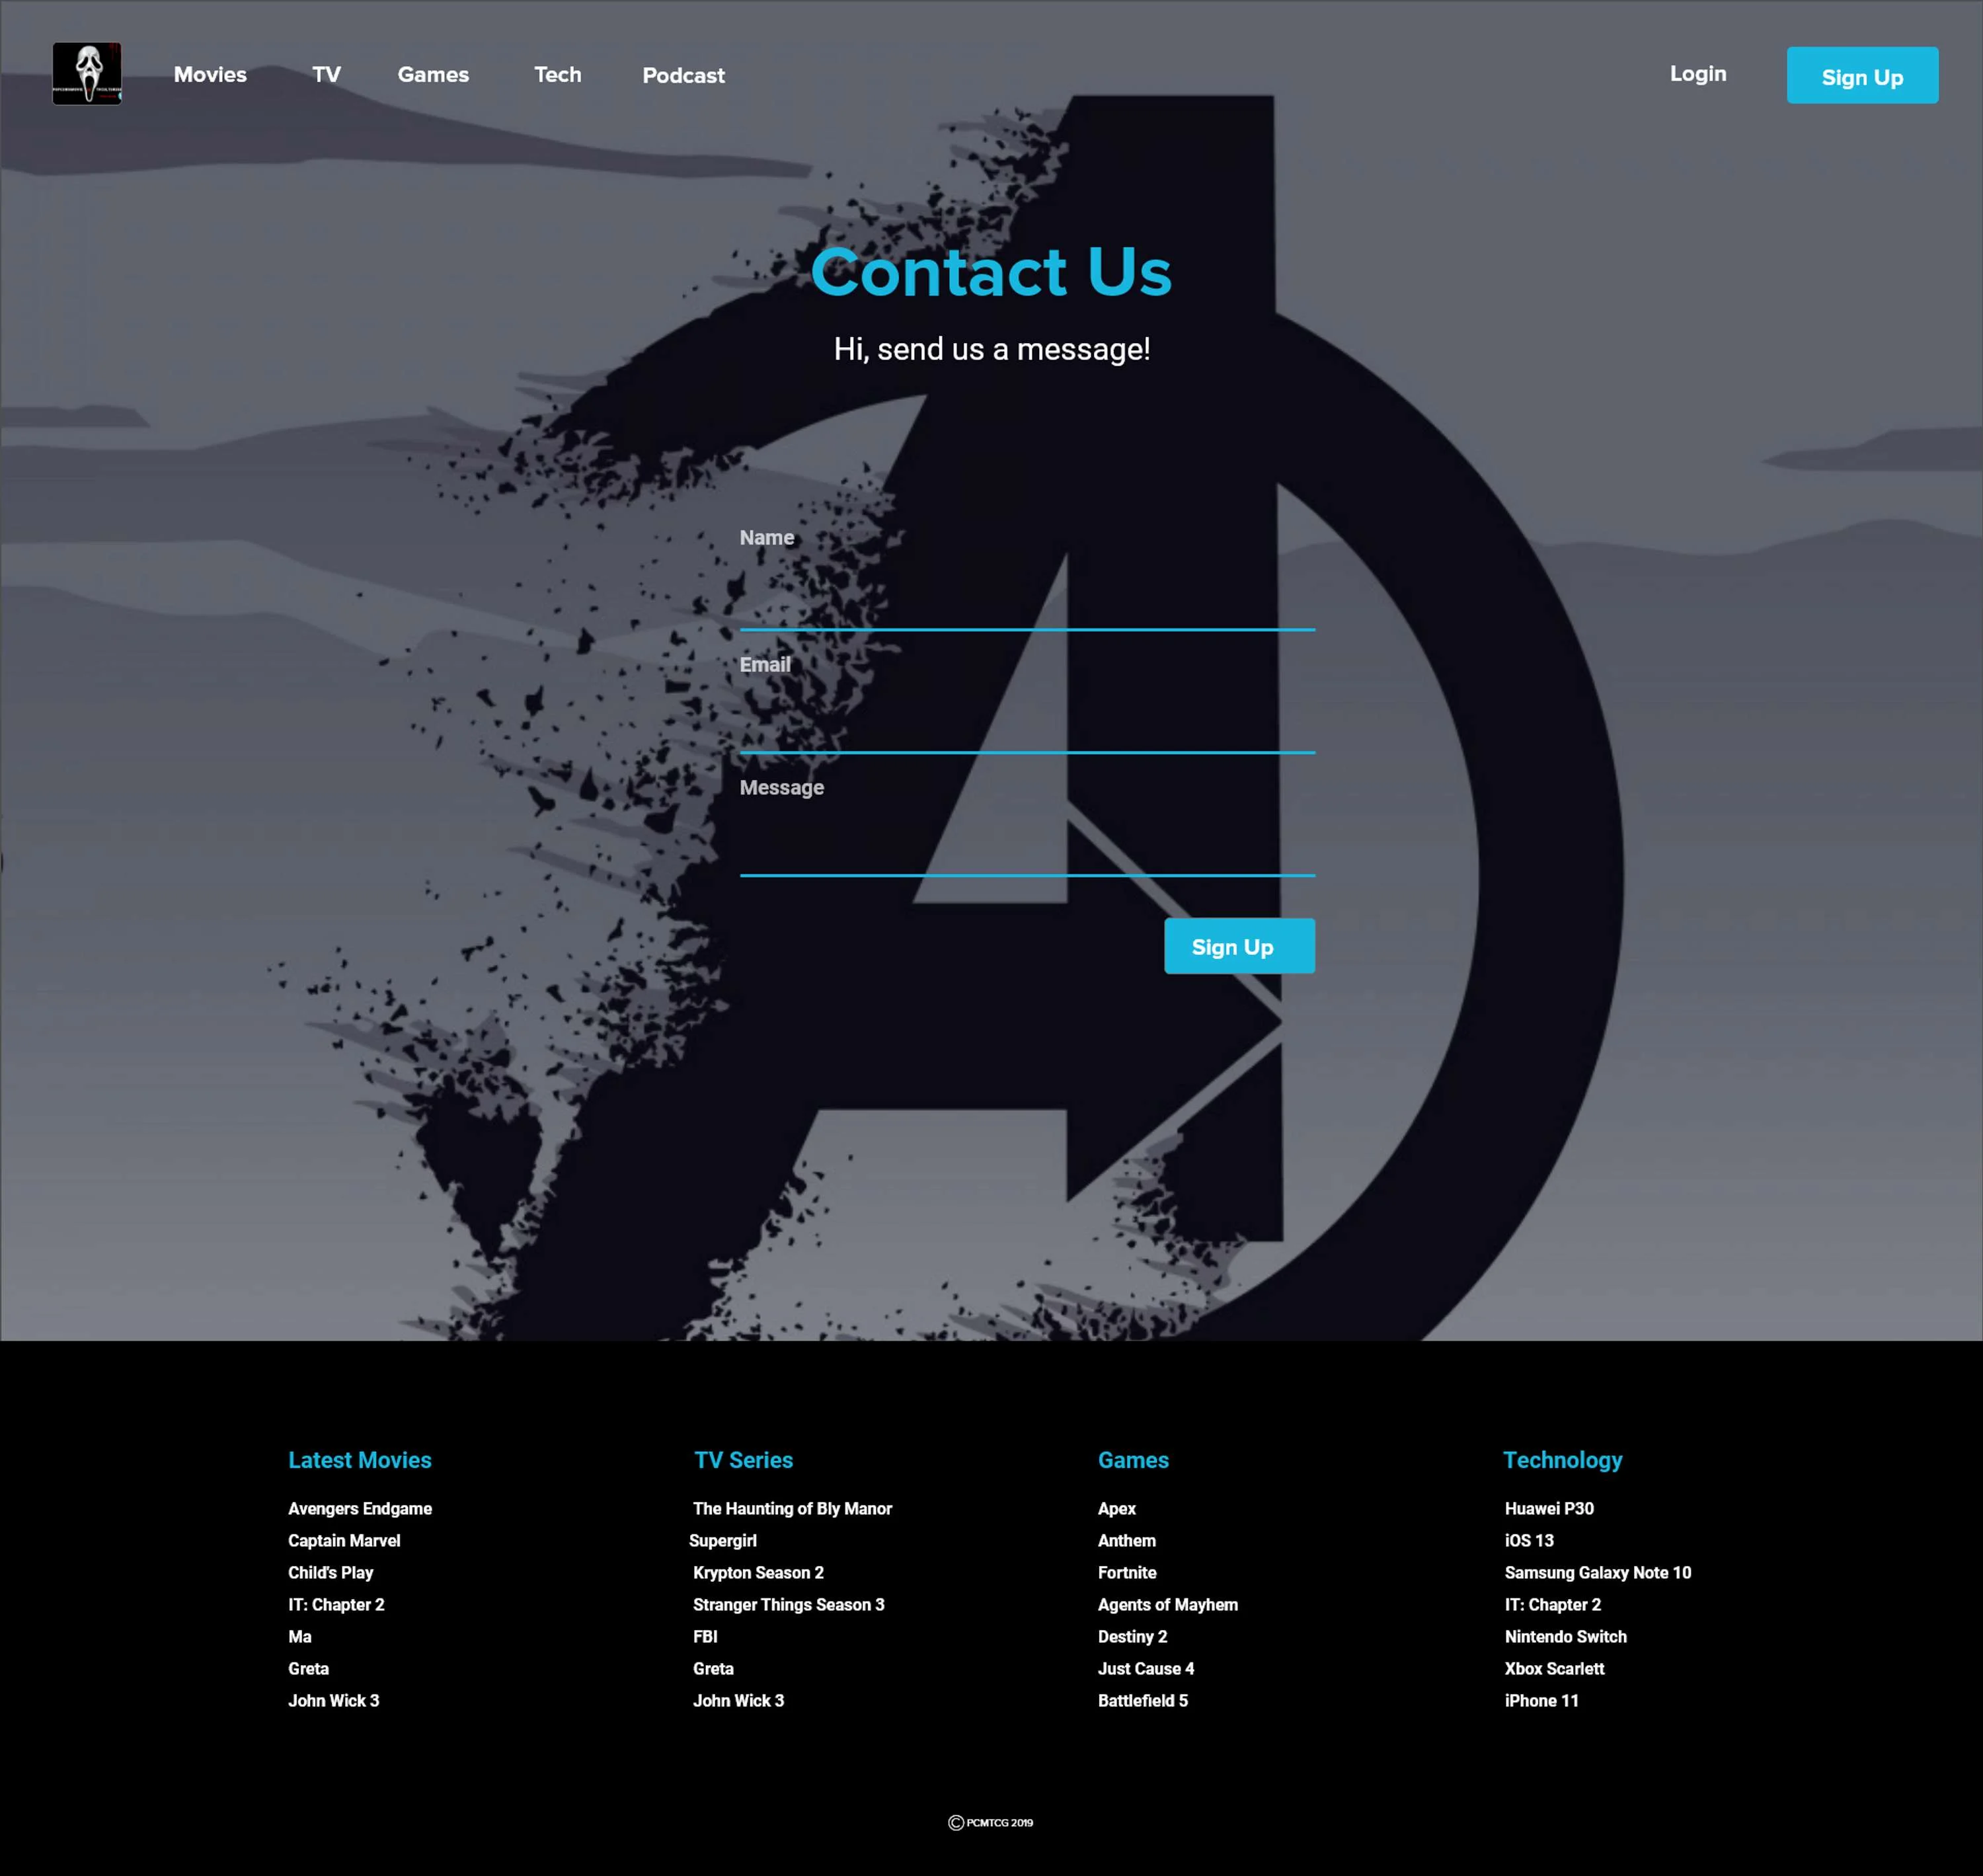 Movies TV Games Tech Podcast Login Sign Up
Contact Us
Hi, send us a message!
Name
Email
Message
Sign Up
Latest Movies
Avengers Endgame
Captain Marvel
Child's Play
IT: Chapter 2
Ma
Greta
John Wick 3
TV Series
The Haunting of Bly Manor
Supergirl
Krypton Season 2
Stranger Things Season 3
FBI
Greta
John Wick 3
Games
Apex
Anthem
Fortnite
Agents of Mayhem
Destiny 2
Just Cause 4
Battlefield 5
Technology
Huawei P30
iOS 13
Samsung Galaxy Note 10
IT: Chapter 2
Nintendo Switch
Xbox Scarlett
iPhone 11
© PCMTCG 2019